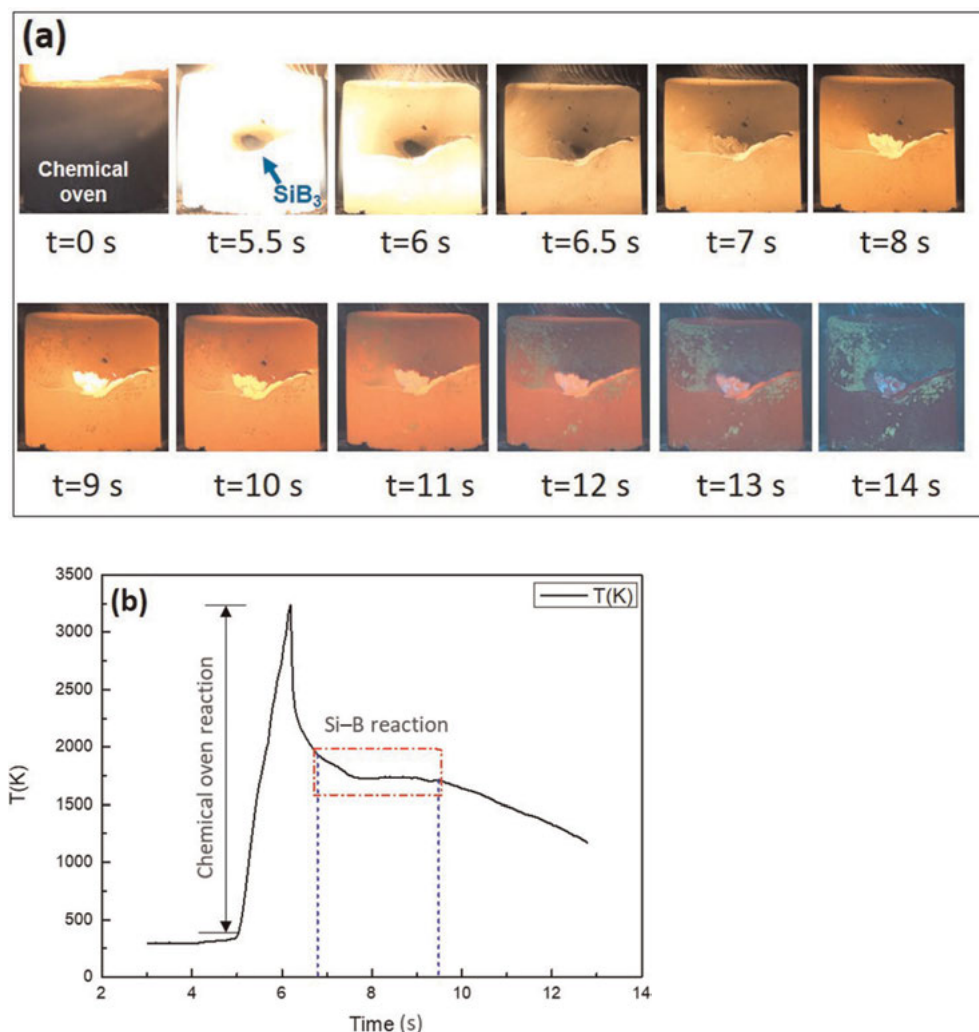 (a)
Chemical
oven
SiB₃
t=0 s t=5.5 s t=6 s t=6.5 s t=7 s t=8 s
t=9 s t=10 s t=11 s t=12 s t=13 s t=14 s
(b)
T(K)
3500
3000
2500
2000
1500
1000
500
0
T(K)
Chemical oven reaction
Si–B reaction
2 4 6 8 10 12 14
Time (s)